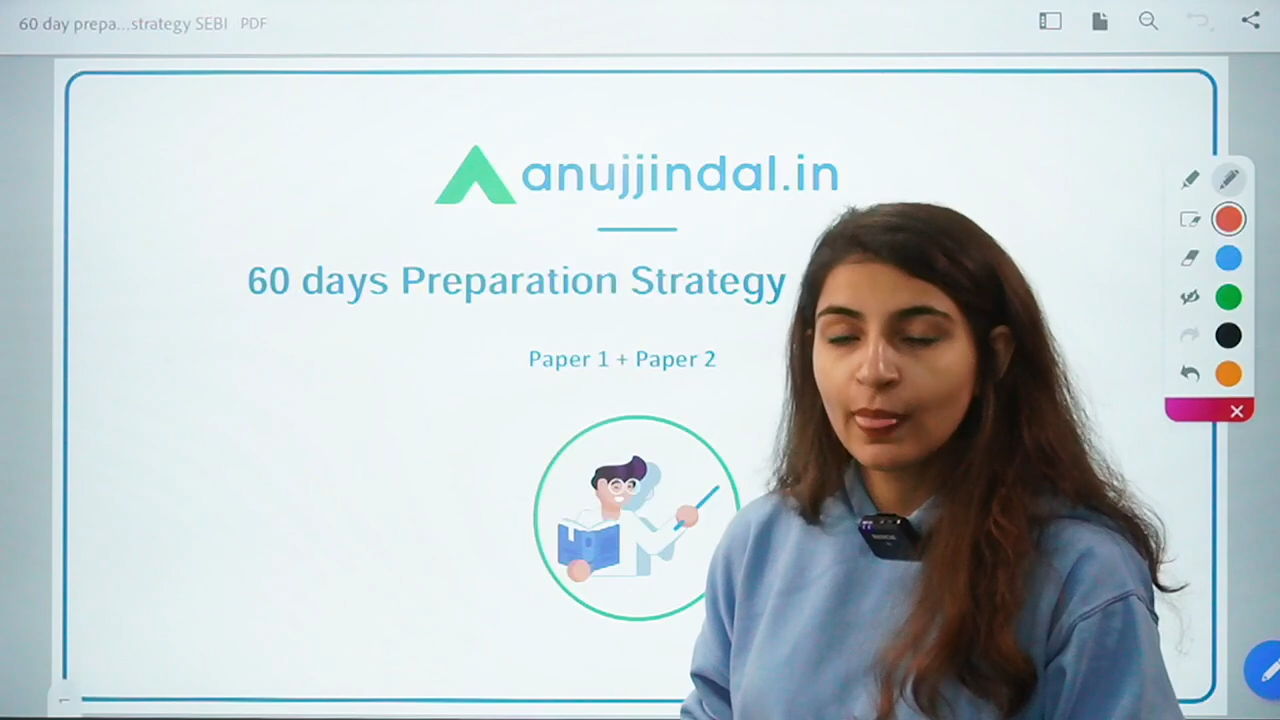 60 day prepa...strategy SEBI PDF
anujjindal.in
60 days Preparation Strategy
Paper 1 + Paper 2